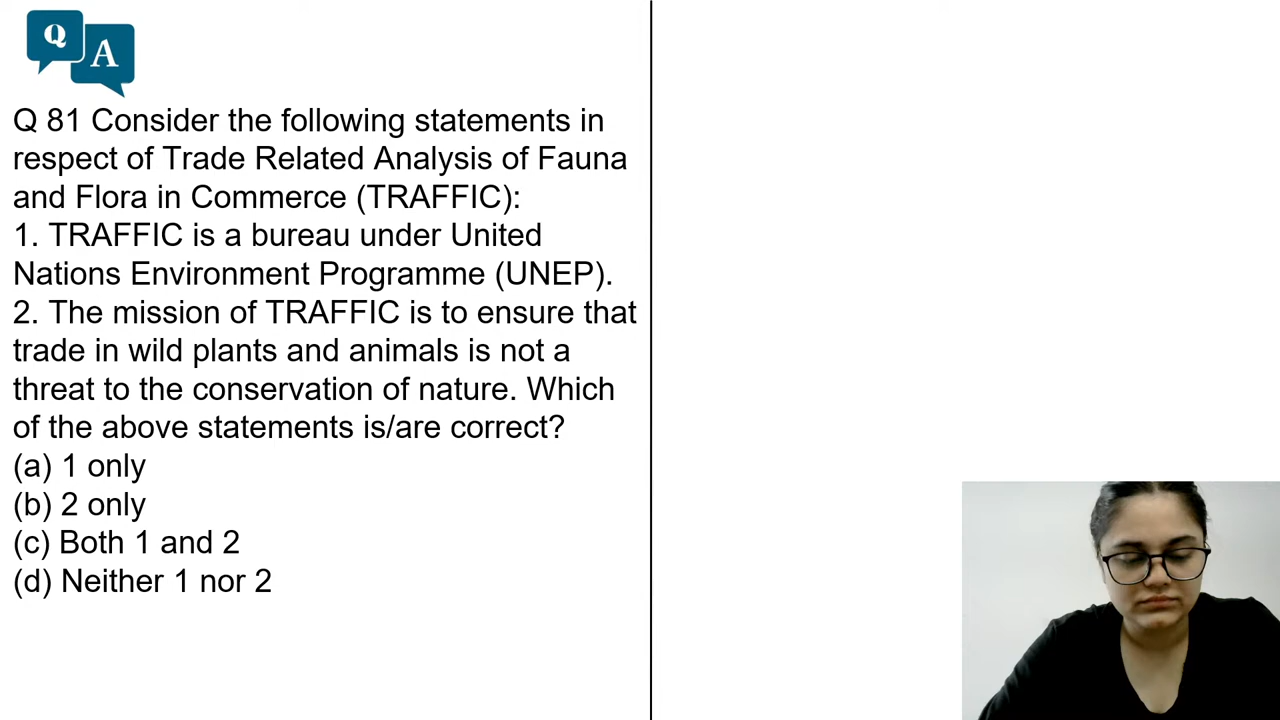 Q
A
Q 81 Consider the following statements in
respect of Trade Related Analysis of Fauna
and Flora in Commerce (TRAFFIC):
1. TRAFFIC is a bureau under United
Nations Environment Programme (UNEP).
2. The mission of TRAFFIC is to ensure that
trade in wild plants and animals is not a
threat to the conservation of nature. Which
of the above statements is/are correct?
(a) 1 only
(b) 2 only
(c) Both 1 and 2
(d) Neither 1 nor 2